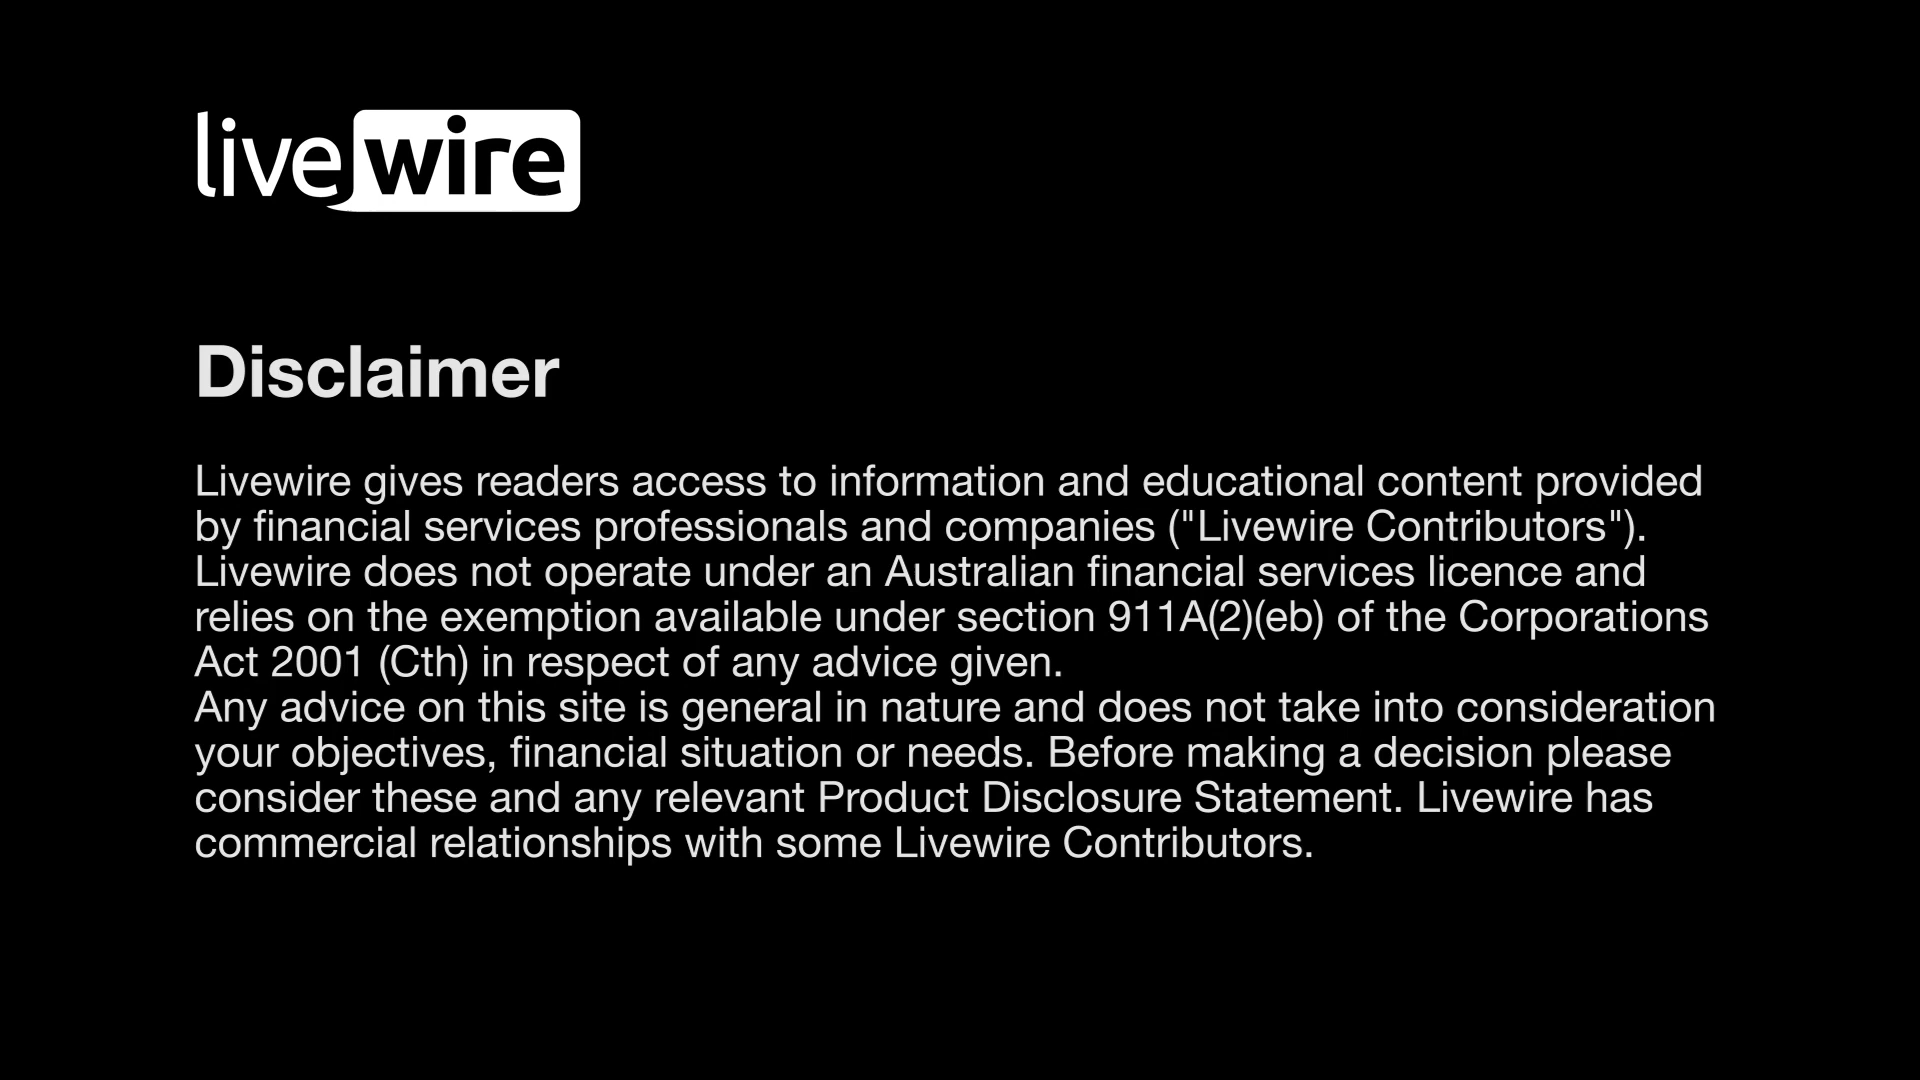 livewire
Disclaimer
Livewire gives readers access to information and educational content provided
by financial services professionals and companies ("Livewire Contributors").
Livewire does not operate under an Australian financial services licence and
relies on the exemption available under section 911A(2)(eb) of the Corporations
Act 2001 (Cth) in respect of any advice given.
Any advice on this site is general in nature and does not take into consideration
your objectives, financial situation or needs. Before making a decision please
consider these and any relevant Product Disclosure Statement. Livewire has
commercial relationships with some Livewire Contributors.